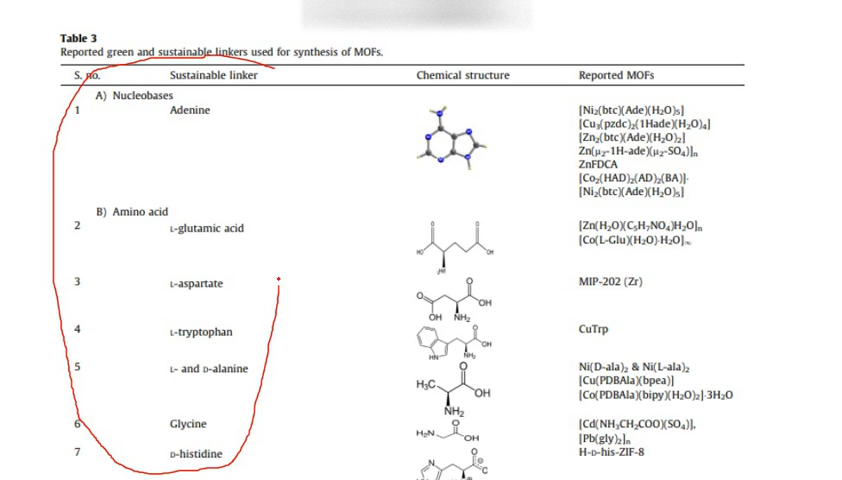 Table 3
Reported green and sustainable linkers used for synthesis of MOFs.
S. no. Sustainable linker Chemical structure Reported MOFs
A) Nucleobases
1 Adenine [Ni₂(btc)(Ade)(H₂O)₅]
[Cu₃(pzdc)₂(1Hade)(H₂O)₄]
[Zn₂(btc)(Ade)(H₂O)₂]
Zn(μ₂-1H-ade)(μ₂-SO₄)]ₙ
ZnFDCA
[Co₂(HAD)₂(AD)₂(BA)]·
[Ni₂(btc)(Ade)(H₂O)₅]
B) Amino acid
2 L-glutamic acid [Zn(H₂O)(C₅H₇NO₄)H₂O]ₙ
[Co(L-Glu)(H₂O)·H₂O]∞
O O
HO OH
3 L-aspartate MIP-202 (Zr)
O
O OH
OH NH₂
4 L-tryptophan CuTrp
O
OH
HN NH₂
5 L- and D-alanine Ni(D-ala)₂ & Ni(L-ala)₂
[Cu(PDBAla)(bpea)]
[Co(PDBAla)(bipy)(H₂O)₂]·3H₂O
O
H₃C OH
NH₂
6 Glycine [Cd(NH₃CH₂COO)(SO₄)],
[Pb(gly)₂]ₙ
O
H₂N OH
7 D-histidine H-D-his-ZIF-8
O
N